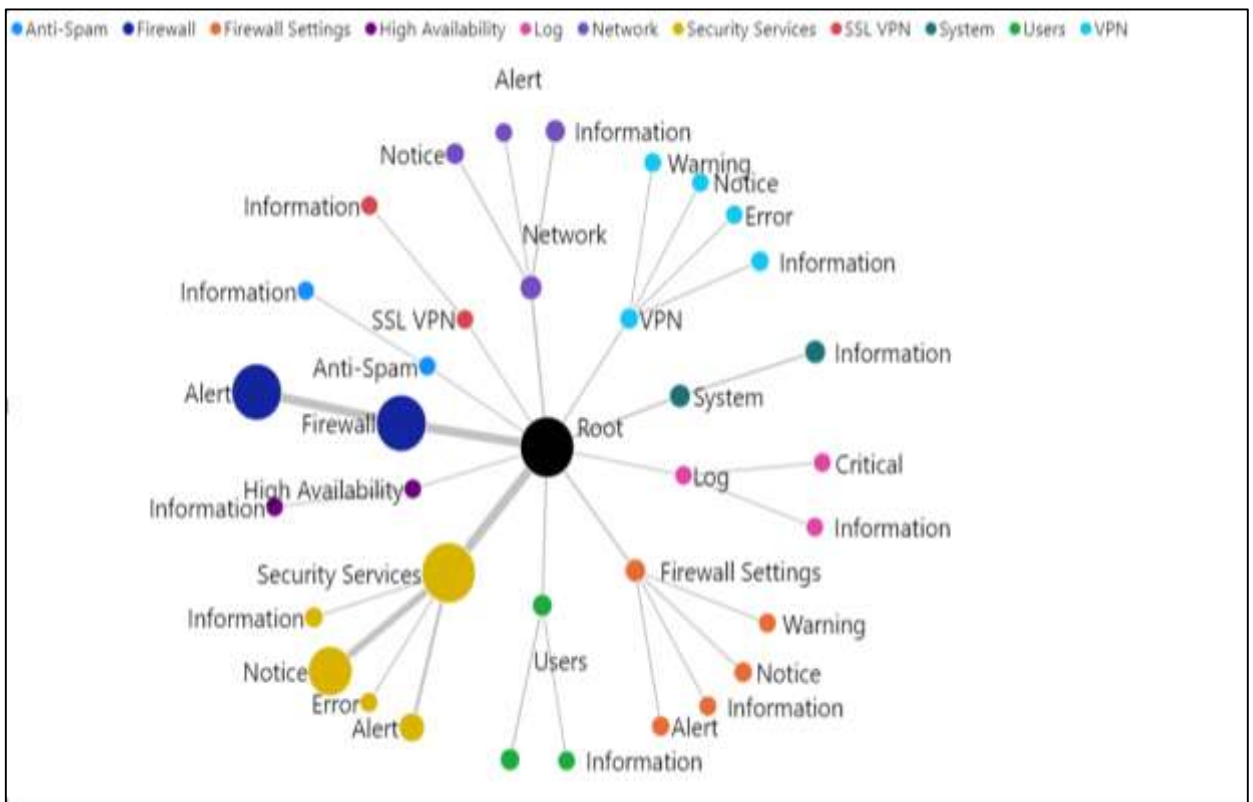 Anti-Spam Firewall Firewall Settings High Availability Log Network Security Services SSL VPN System Users VPN
Alert
Information
Notice
Warning
Notice
Information
Error
Network
Information
Information
SSL VPN
VPN
Information
Anti-Spam
Alert
System
Firewall
Root
Critical
Log
High Availability
Information
Information
Security Services
Firewall Settings
Information
Warning
Users
Notice
Notice
Error
Information
Alert
Alert
Information